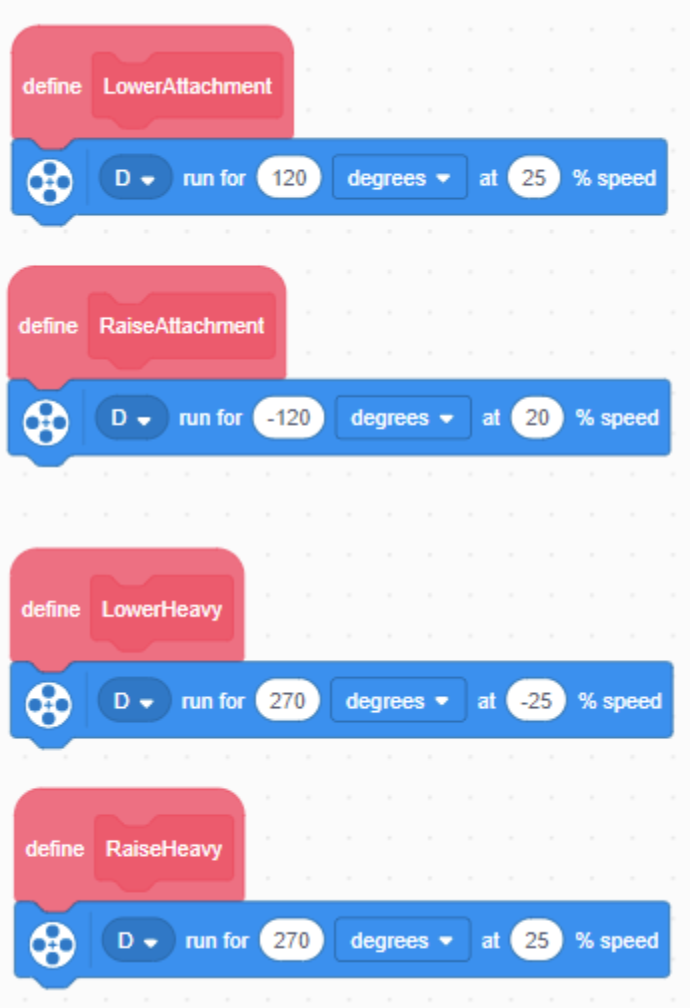 define LowerAttachment
D run for 120 degrees at 25 % speed
define RaiseAttachment
D run for -120 degrees at 20 % speed
define LowerHeavy
D run for 270 degrees at -25 % speed
define RaiseHeavy
D run for 270 degrees at 25 % speed